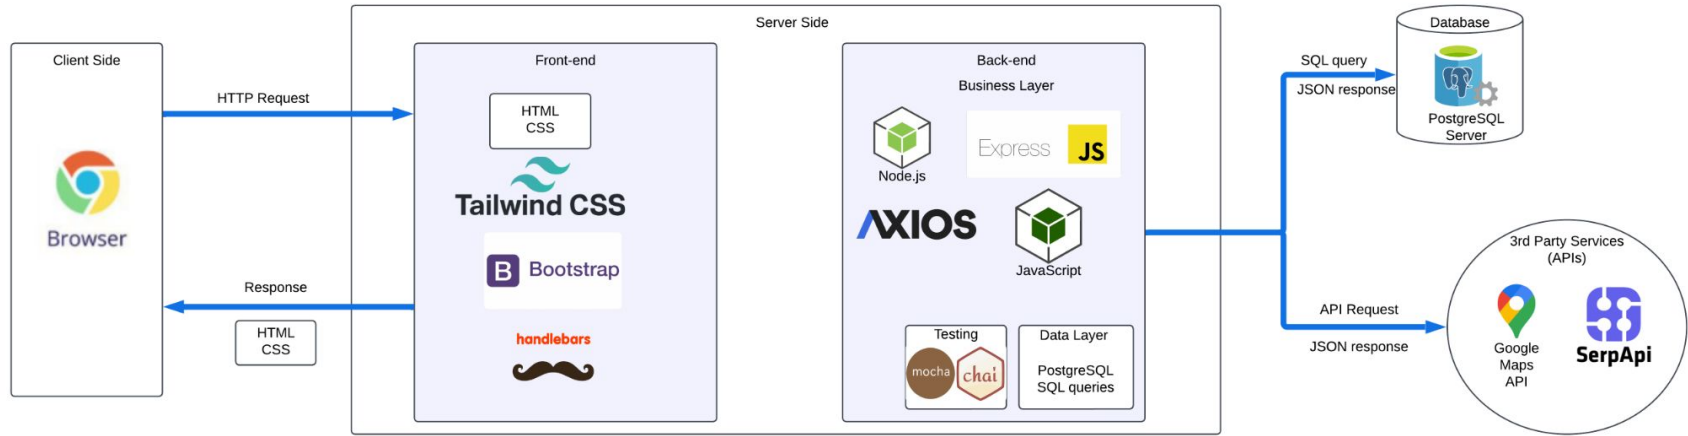 Server Side
Client Side
Browser
HTTP Request
Response
HTML
CSS
Front-end
HTML
CSS
Tailwind CSS
B Bootstrap
handlebars
Back-end
Business Layer
Node.js
Express
JS
AXIOS
JavaScript
Testing
mocha
chai
Data Layer
PostgreSQL
SQL queries
SQL query
JSON response
Database
PostgreSQL
Server
API Request
JSON response
3rd Party Services
(APIs)
Google
Maps
API
SerpApi